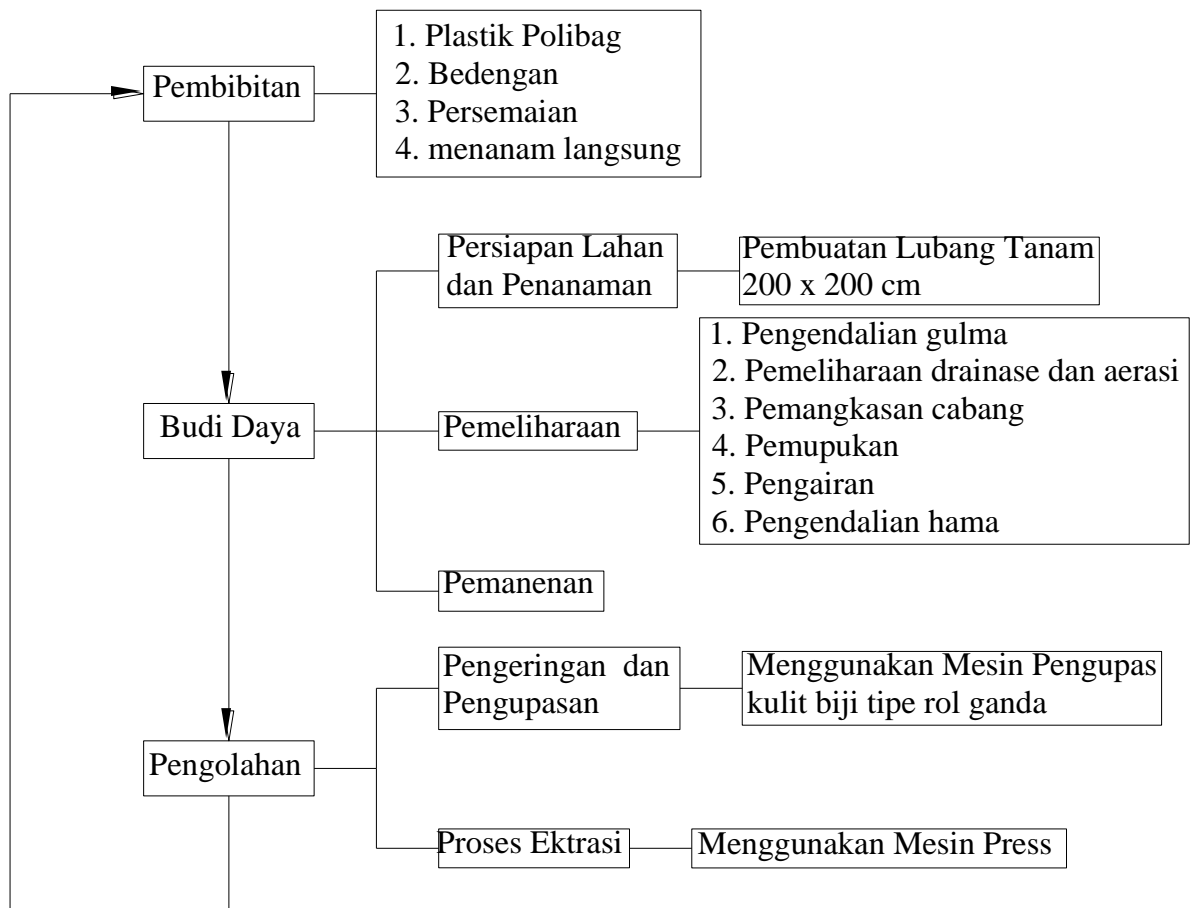 Pembibitan
1. Plastik Polibag
2. Bedengan
3. Persemaian
4. menanam langsung
Budi Daya
Persiapan Lahan
dan Penanaman
Pembuatan Lubang Tanam
200 x 200 cm
Pemeliharaan
1. Pengendalian gulma
2. Pemeliharaan drainase dan aerasi
3. Pemangkasan cabang
4. Pemupukan
5. Pengairan
6. Pengendalian hama
Pemanenan
Pengolahan
Pengeringan dan
Pengupasan
Menggunakan Mesin Pengupas
kulit biji tipe rol ganda
Proses Ektrasi
Menggunakan Mesin Press